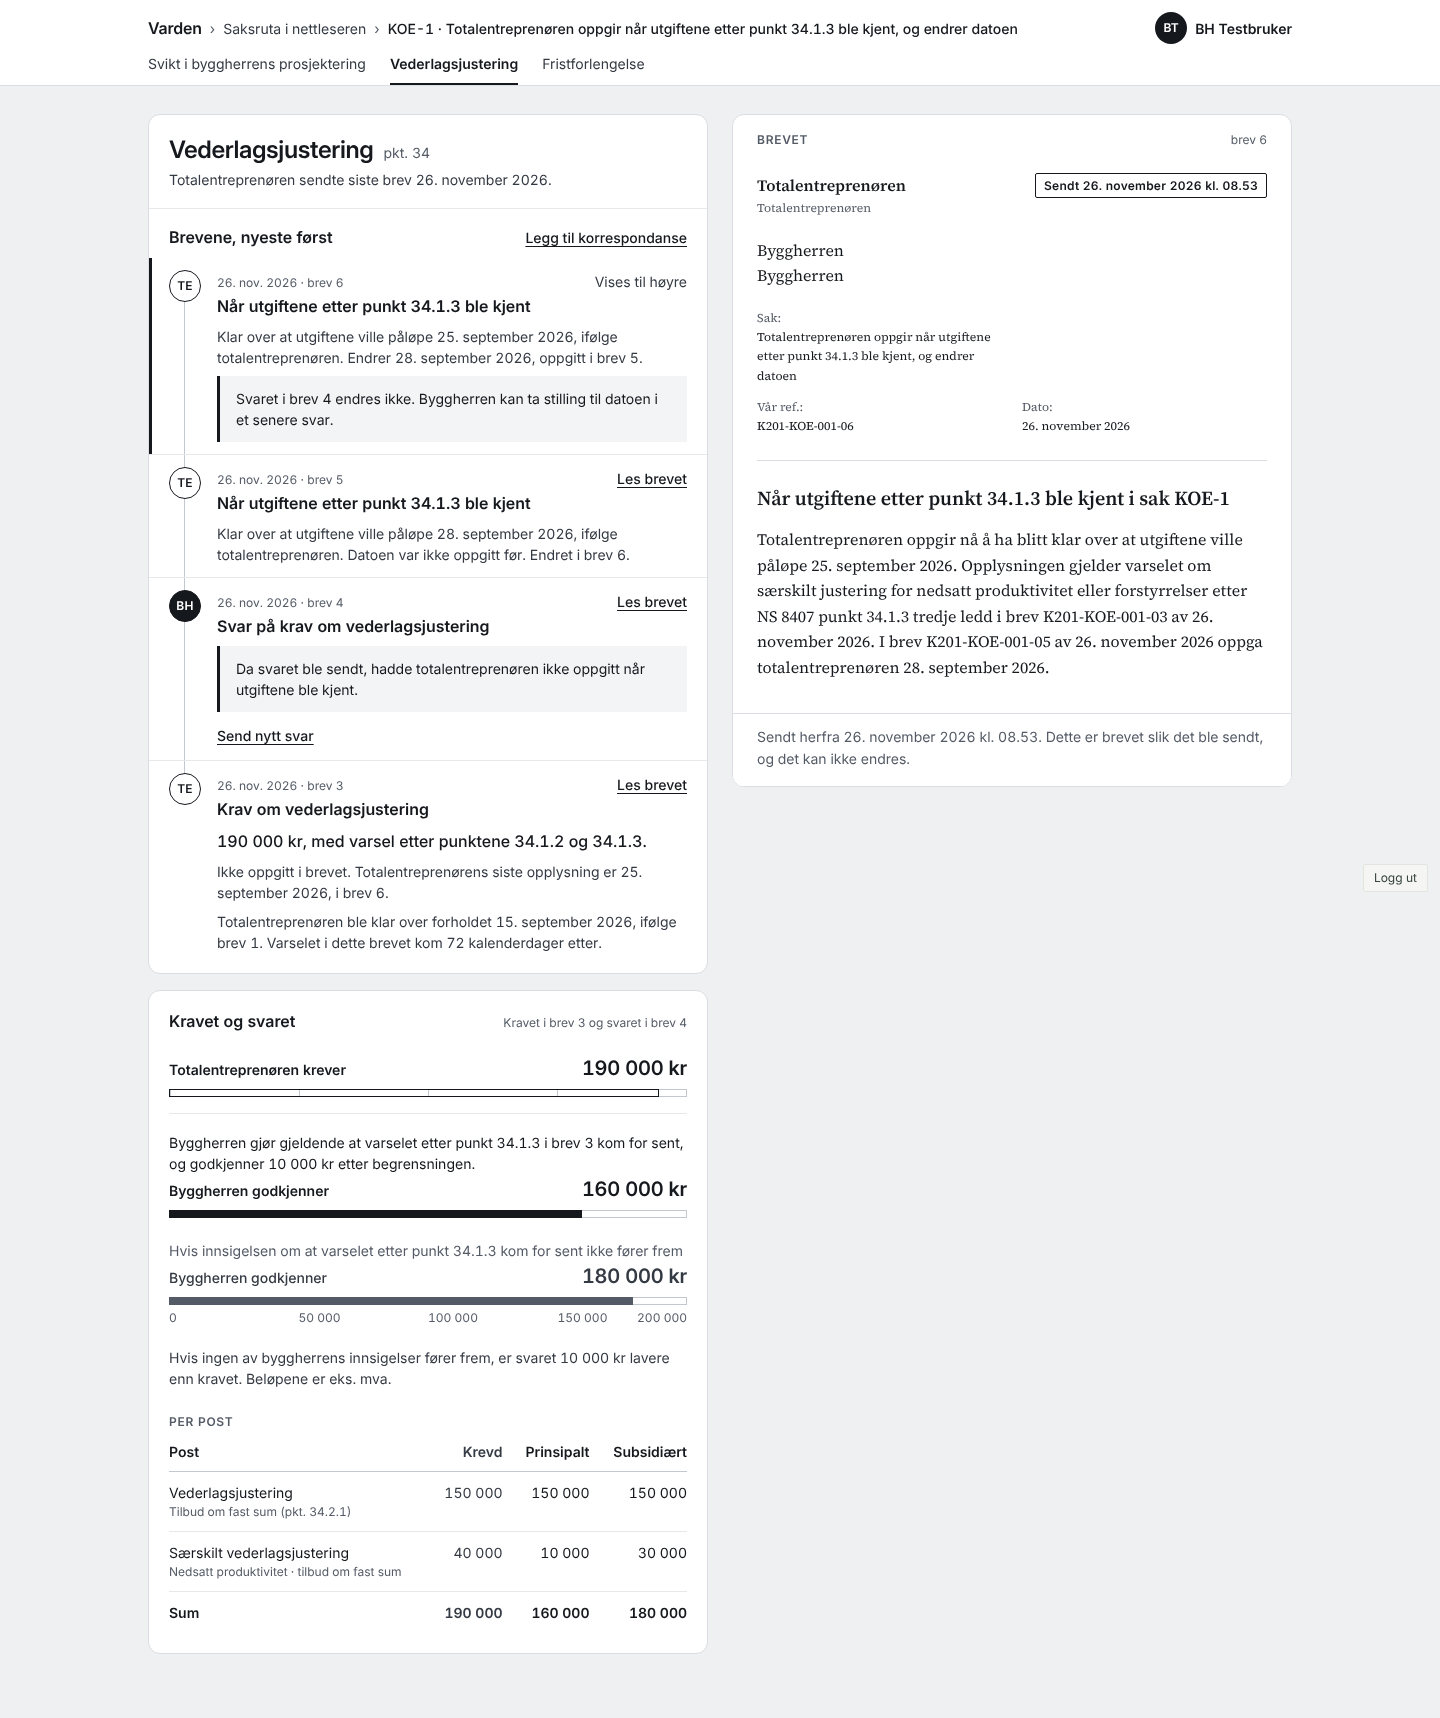 Varden › Saksruta i nettleseren › KOE-1 · Totalentreprenøren oppgir når utgiftene etter punkt 34.1.3 ble kjent, og endrer datoen
BT BH Testbruker
Svikt i byggherrens prosjektering Vederlagsjustering Fristforlengelse
Vederlagsjustering pkt. 34
Totalentreprenøren sendte siste brev 26. november 2026.
Brevene, nyeste først Legg til korrespondanse
TE 26. nov. 2026 · brev 6 Vises til høyre
Når utgiftene etter punkt 34.1.3 ble kjent
Klar over at utgiftene ville påløpe 25. september 2026, ifølge
totalentreprenøren. Endrer 28. september 2026, oppgitt i brev 5.
Svaret i brev 4 endres ikke. Byggherren kan ta stilling til datoen i
et senere svar.
TE 26. nov. 2026 · brev 5 Les brevet
Når utgiftene etter punkt 34.1.3 ble kjent
Klar over at utgiftene ville påløpe 28. september 2026, ifølge
totalentreprenøren. Datoen var ikke oppgitt før. Endret i brev 6.
BH 26. nov. 2026 · brev 4 Les brevet
Svar på krav om vederlagsjustering
Da svaret ble sendt, hadde totalentreprenøren ikke oppgitt når
utgiftene ble kjent.
Send nytt svar
TE 26. nov. 2026 · brev 3 Les brevet
Krav om vederlagsjustering
190 000 kr, med varsel etter punktene 34.1.2 og 34.1.3.
Ikke oppgitt i brevet. Totalentreprenørens siste opplysning er 25.
september 2026, i brev 6.
Totalentreprenøren ble klar over forholdet 15. september 2026, ifølge
brev 1. Varselet i dette brevet kom 72 kalenderdager etter.
Kravet og svaret Kravet i brev 3 og svaret i brev 4
Totalentreprenøren krever 190 000 kr
Byggherren gjør gjeldende at varselet etter punkt 34.1.3 i brev 3 kom for sent,
og godkjenner 10 000 kr etter begrensningen.
Byggherren godkjenner 160 000 kr
Hvis innsigelsen om at varselet etter punkt 34.1.3 kom for sent ikke fører frem
Byggherren godkjenner 180 000 kr
0 50 000 100 000 150 000 200 000
Hvis ingen av byggherrens innsigelser fører frem, er svaret 10 000 kr lavere
enn kravet. Beløpene er eks. mva.
PER POST
Post Krevd Prinsipalt Subsidiært
Vederlagsjustering 150 000 150 000 150 000
Tilbud om fast sum (pkt. 34.2.1)
Særskilt vederlagsjustering 40 000 10 000 30 000
Nedsatt produktivitet · tilbud om fast sum
Sum 190 000 160 000 180 000
BREVET brev 6
Totalentreprenøren Sendt 26. november 2026 kl. 08.53
Totalentreprenøren
Byggherren
Byggherren
Sak:
Totalentreprenøren oppgir når utgiftene
etter punkt 34.1.3 ble kjent, og endrer
datoen
Vår ref.: Dato:
K201-KOE-001-06 26. november 2026
Når utgiftene etter punkt 34.1.3 ble kjent i sak KOE-1
Totalentreprenøren oppgir nå å ha blitt klar over at utgiftene ville
påløpe 25. september 2026. Opplysningen gjelder varselet om
særskilt justering for nedsatt produktivitet eller forstyrrelser etter
NS 8407 punkt 34.1.3 tredje ledd i brev K201-KOE-001-03 av 26.
november 2026. I brev K201-KOE-001-05 av 26. november 2026 oppga
totalentreprenøren 28. september 2026.
Sendt herfra 26. november 2026 kl. 08.53. Dette er brevet slik det ble sendt,
og det kan ikke endres.
Logg ut